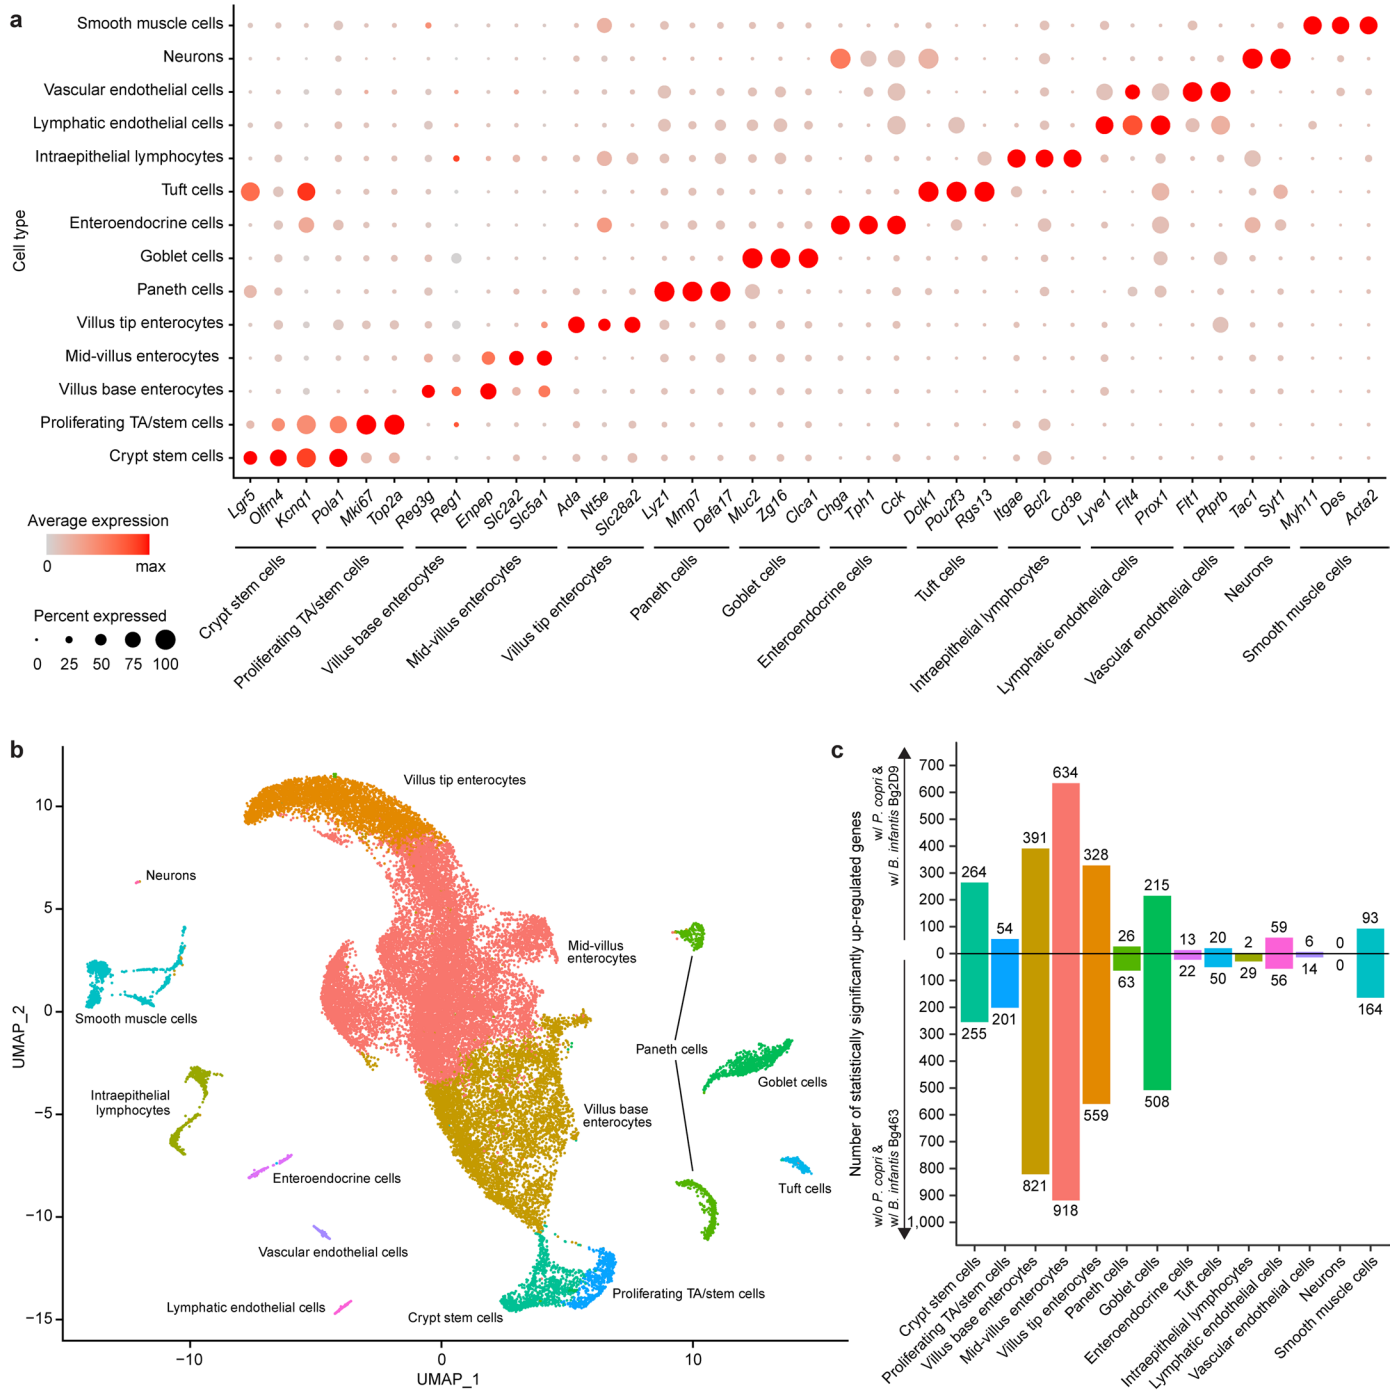 a
Cell type
Smooth muscle cells
Neurons
Vascular endothelial cells
Lymphatic endothelial cells
Intraepithelial lymphocytes
Tuft cells
Enteroendocrine cells
Goblet cells
Paneth cells
Villus tip enterocytes
Mid-villus enterocytes
Villus base enterocytes
Proliferating TA/stem cells
Crypt stem cells
Lgr5 Olfm4 Kcnq1 Pola1 Mki67 Top2a Reg3g Reg1 Enpep Slc2a2 Slc5a1 Ada Nt5e Slc28a2 Lyz1 Mmp7 Defa17 Muc2 Zg16 Clca1 Chga Tph1 Cck Dclk1 Pou2f3 Rgs13 Itgae Bcl2 Cd3e Lyve1 Flt4 Prox1 Flt1 Ptprb Tac1 Syt1 Myh11 Des Acta2
Crypt stem cells
Proliferating TA/stem cells
Villus base enterocytes
Mid-villus enterocytes
Villus tip enterocytes
Paneth cells
Goblet cells
Enteroendocrine cells
Tuft cells
Intraepithelial lymphocytes
Lymphatic endothelial cells
Vascular endothelial cells
Neurons
Smooth muscle cells
Average expression
0 max
Percent expressed
0 25 50 75 100
b
UMAP_2
10
5
0
−5
−10
−15
−10 0 10
UMAP_1
Villus tip enterocytes
Neurons
Mid-villus
enterocytes
Smooth muscle cells
Paneth cells
Goblet cells
Intraepithelial
lymphocytes
Villus base
enterocytes
Enteroendocrine cells
Tuft cells
Vascular endothelial cells
Lymphatic endothelial cells
Proliferating TA/stem cells
Crypt stem cells
c
Number of statistically significantly up-regulated genes
w/ P. copri &
w/ B. infantis Bg2D9
w/o P. copri &
w/ B. infantis Bg463
700
600
500
400
300
200
100
0
100
200
300
400
500
600
700
800
900
1,000
264 54 391 634 328 26 215 13 20 2 59 6 0 93
255 201 821 918 559 63 508 22 50 29 56 14 0 164
Crypt stem cells
Proliferating TA/stem cells
Villus base enterocytes
Mid-villus enterocytes
Villus tip enterocytes
Paneth cells
Goblet cells
Enteroendocrine cells
Tuft cells
Intraepithelial lymphocytes
Lymphatic endothelial cells
Vascular endothelial cells
Neurons
Smooth muscle cells